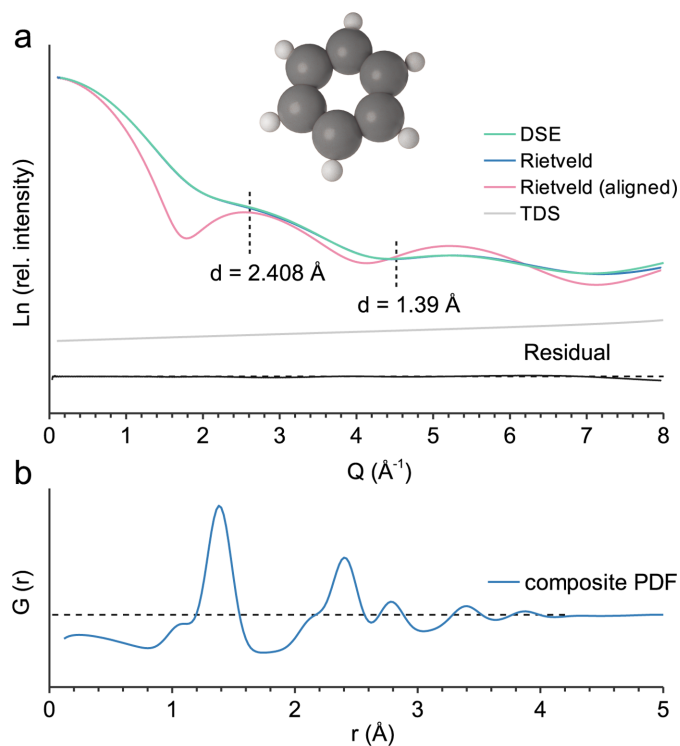 a
DSE
Rietveld
Rietveld (aligned)
TDS
Ln (rel. intensity)
d = 2.408 Å
d = 1.39 Å
Residual
0 1 2 3 4 5 6 7 8
Q (Å⁻¹)
b
G (r)
composite PDF
0 1 2 3 4 5
r (Å)